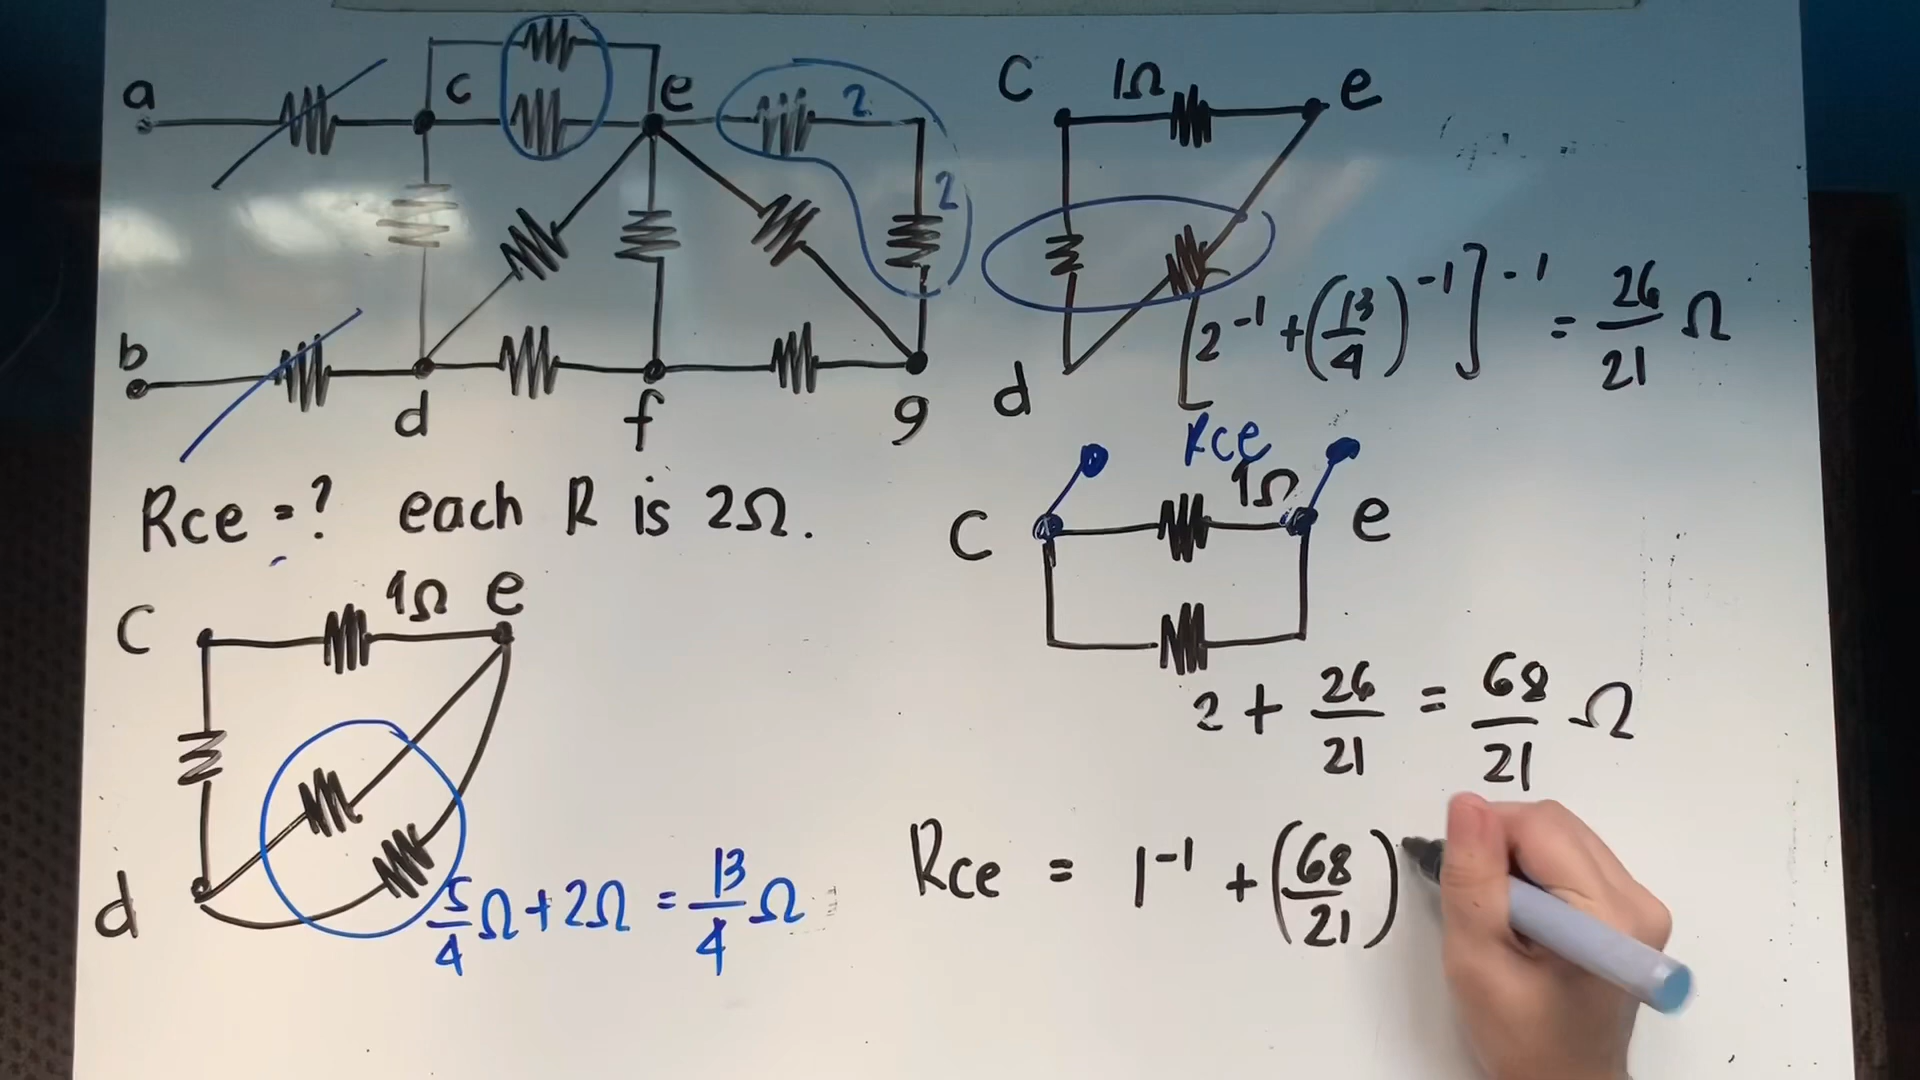 a
c
e
2
2
b
d
f
g
Rce = ? each R is 2Ω.
c
1Ω
e
d
5/4 Ω + 2Ω = 13/4 Ω
c
1Ω
e
d
[2⁻¹ + (13/4)⁻¹]⁻¹ = 26/21 Ω
Rce
1Ω
c
e
2 + 26/21 = 68/21 Ω
Rce = 1⁻¹ + (68/21)